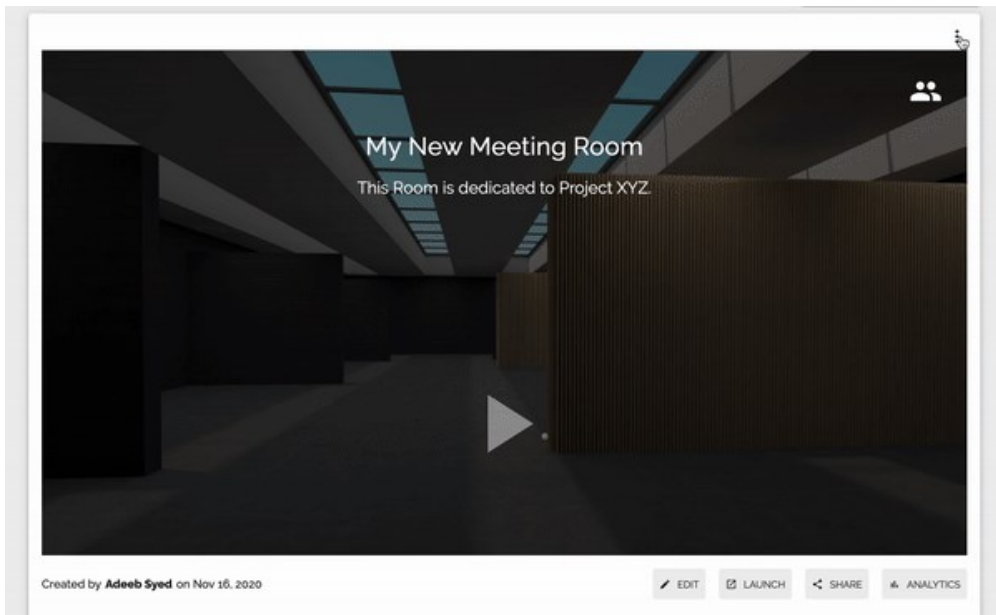 My New Meeting Room
This Room is dedicated to Project XYZ.
Created by Adeeb Syed on Nov 16, 2020
EDIT
LAUNCH
SHARE
ANALYTICS